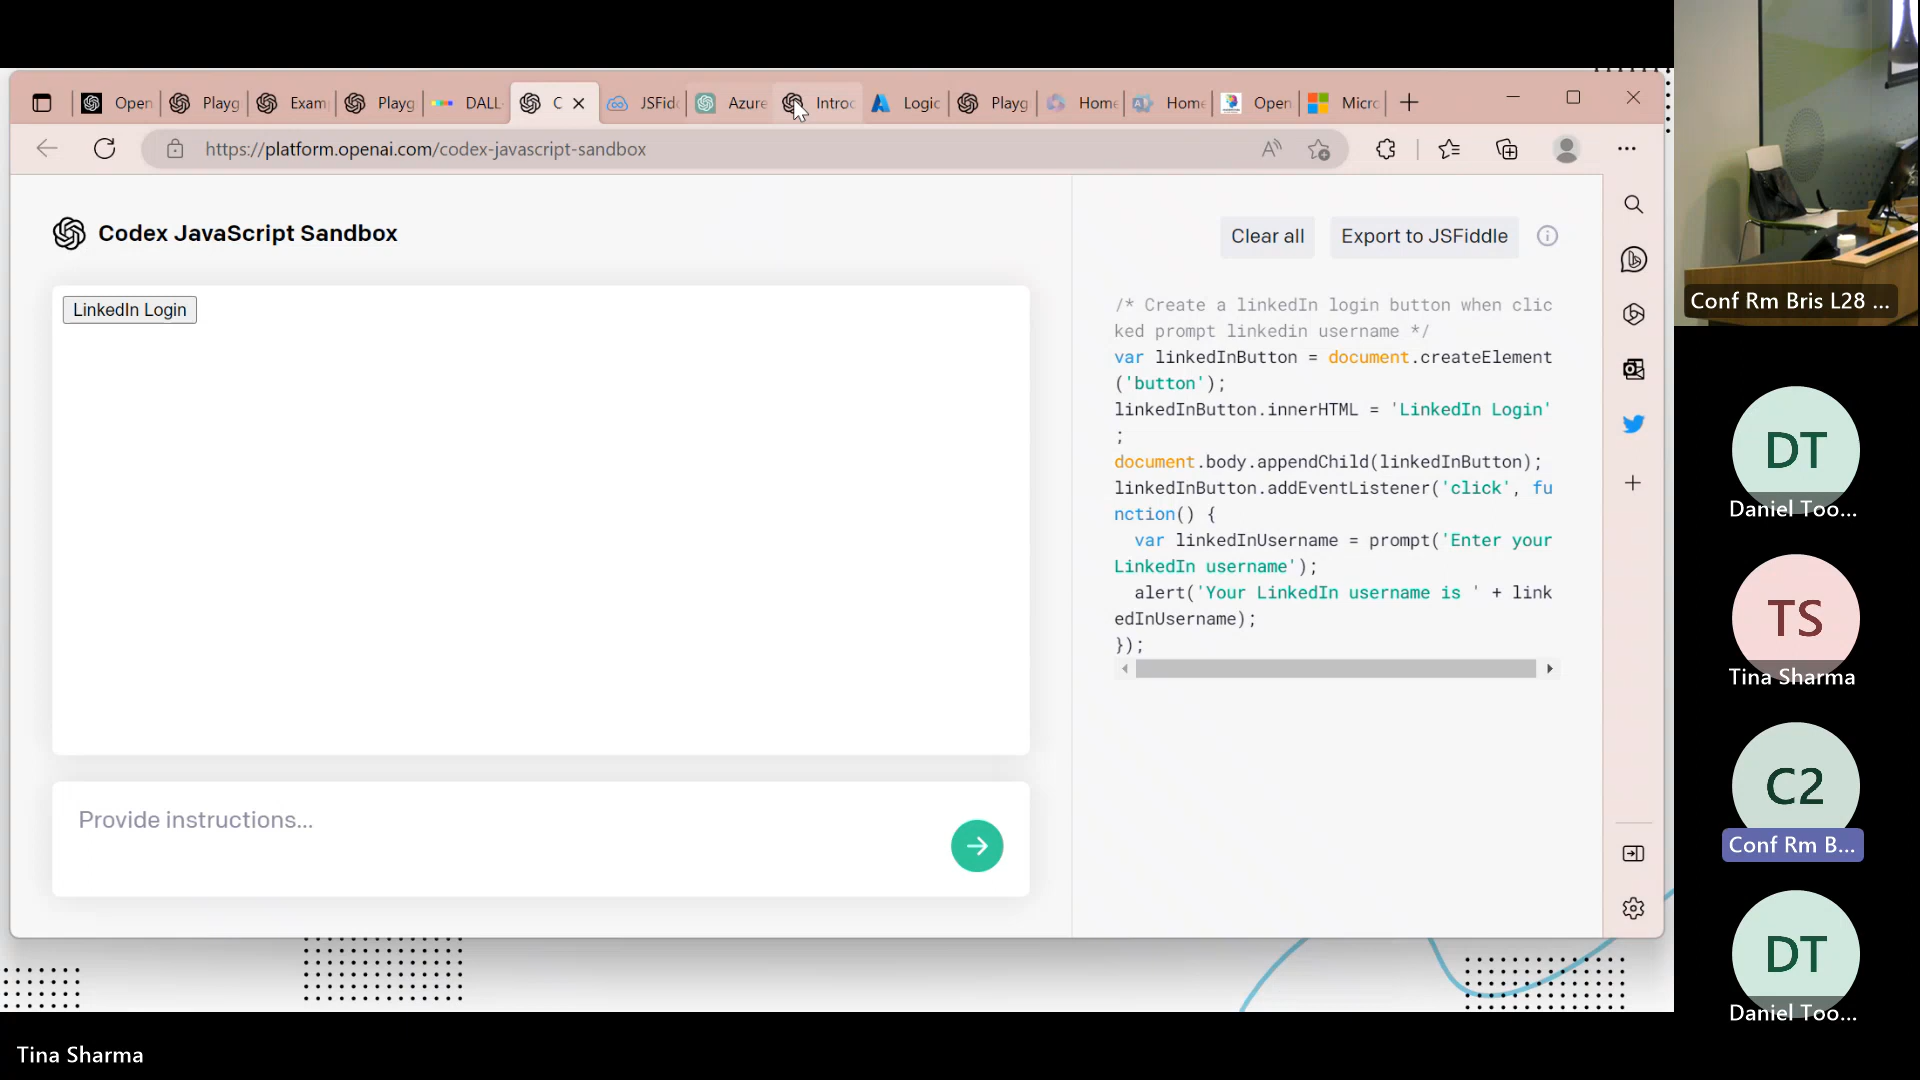 Open
Playg
Exam
Playg
DALL
C
JSFid
Azure
Introd
Logic
Playg
Home
Home
Open
Micro
https://platform.openai.com/codex-javascript-sandbox
Codex JavaScript Sandbox
Clear all
Export to JSFiddle
LinkedIn Login
/* Create a linkedIn login button when clic
ked prompt linkedin username */
var linkedInButton = document.createElement
('button');
linkedInButton.innerHTML = 'LinkedIn Login'
;
document.body.appendChild(linkedInButton);
linkedInButton.addEventListener('click', fu
nction() {
var linkedInUsername = prompt('Enter your
LinkedIn username');
alert('Your LinkedIn username is ' + link
edInUsername);
});
Provide instructions...
Conf Rm Bris L28 ...
DT
Daniel Too...
TS
Tina Sharma
C2
Conf Rm B...
DT
Daniel Too...
Tina Sharma